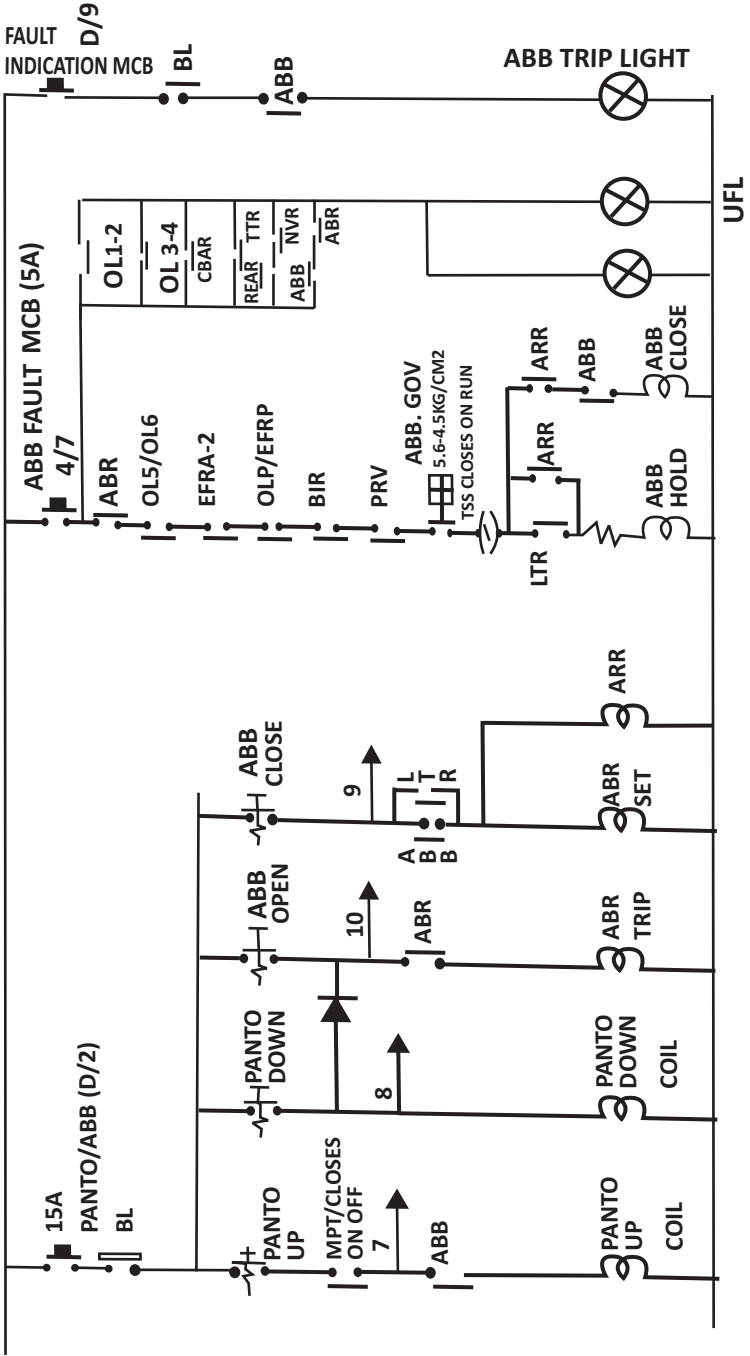 FAULT
INDICATION MCB
D/9
BL
ABB
ABB TRIP LIGHT
ABB FAULT MCB (5A)
4/7
OL1-2
OL 3-4
CBAR
REAR
TTR
ABB
NVR
ABR
UFL
ABR
OL5/OL6
EFRA-2
OLP/EFRP
BIR
PRV
ABB. GOV
5.6-4.5KG/CM2
TSS CLOSES ON RUN
LTR
ARR
ARR
ABB
ABB
HOLD
ABB
CLOSE
15A
PANTO/ABB (D/2)
BL
PANTO
UP
MPT/CLOSES
ON OFF
7
ABB
PANTO
UP
COIL
PANTO
DOWN
8
PANTO
DOWN
COIL
ABB
OPEN
10
ABR
ABR
TRIP
ABB
CLOSE
9
A
B
B
L
T
R
ABR
SET
ARR